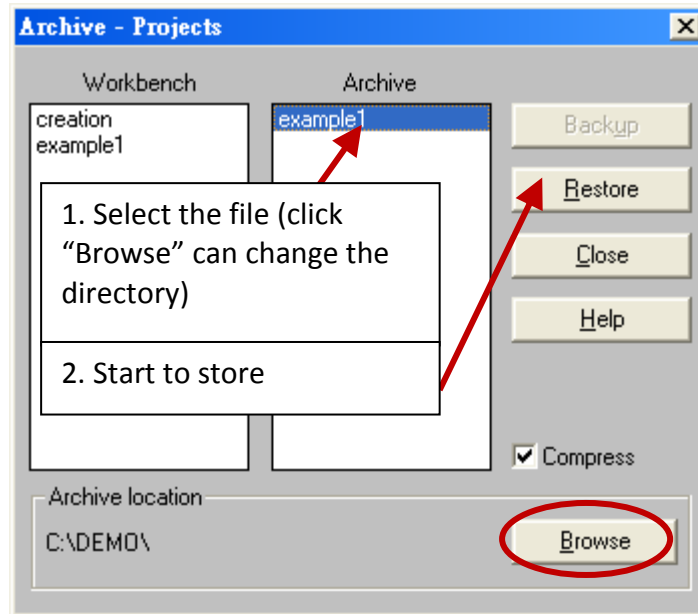 Archive - Projects
Workbench
Archive
creation
example1
example1
Backup
Restore
Close
Help
1. Select the file (click
“Browse” can change the
directory)
2. Start to store
Compress
Archive location
C:\DEMO\
Browse